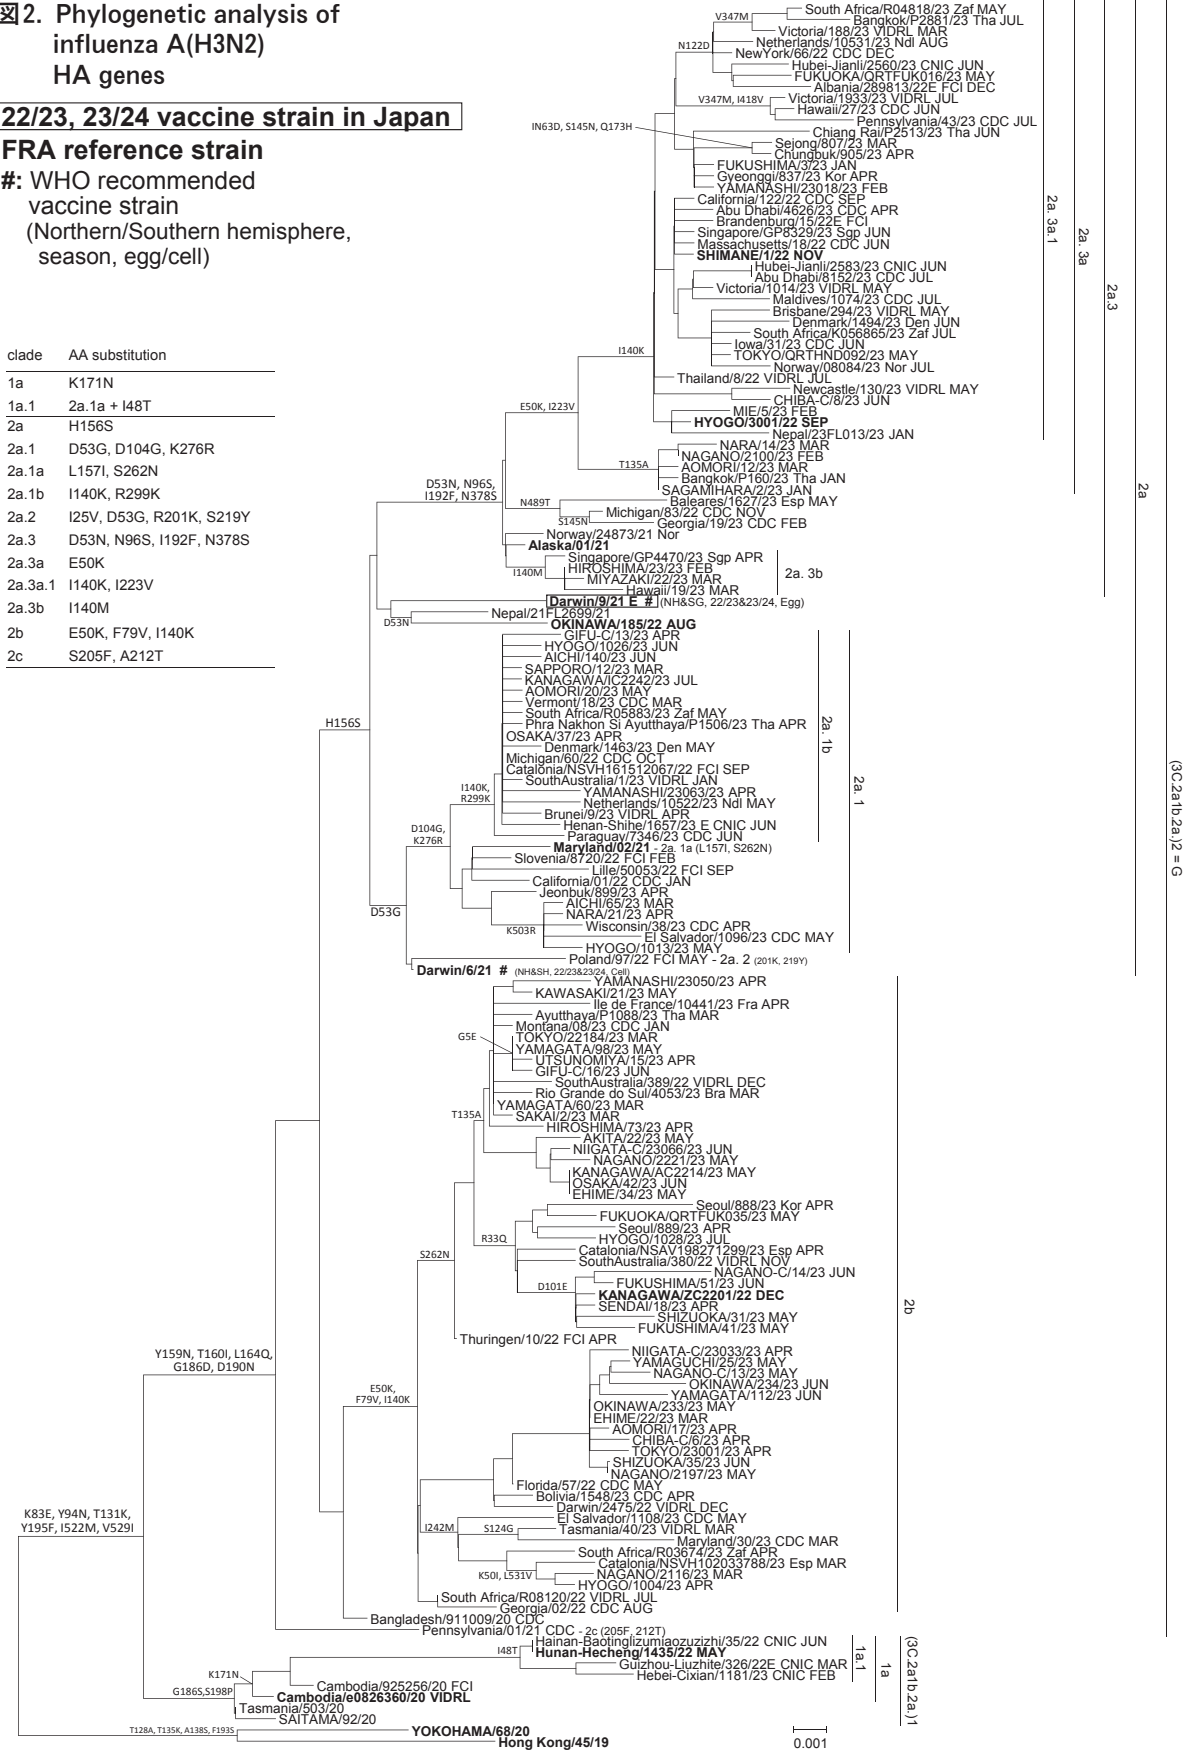 図2. Phylogenetic analysis of
influenza A(H3N2)
HA genes
22/23, 23/24 vaccine strain in Japan
FRA reference strain
#: WHO recommended
vaccine strain
(Northern/Southern hemisphere,
season, egg/cell)
clade AA substitution
1a K171N
1a.1 2a.1a + I48T
2a H156S
2a.1 D53G, D104G, K276R
2a.1a L157I, S262N
2a.1b I140K, R299K
2a.2 I25V, D53G, R201K, S219Y
2a.3 D53N, N96S, I192F, N378S
2a.3a E50K
2a.3a.1 I140K, I223V
2a.3b I140M
2b E50K, F79V, I140K
2c S205F, A212T
South Africa/R04818/23 Zaf MAY
V347M
Bangkok/P2881/23 Tha JUL
Victoria/188/23 VIDRL MAR
Netherlands/10531/23 Ndl AUG
N122D
NewYork/66/22 CDC DEC
Hubei-Jianli/2560/23 CNIC JUN
FUKUOKA/QRTFUK016/23 MAY
Albania/289813/22E FCI DEC
V347M, I418V
Victoria/1933/23 VIDRL JUL
Hawaii/27/23 CDC JUN
Pennsylvania/43/23 CDC JUL
IN63D, S145N, Q173H
Chiang Rai/P2513/23 Tha JUN
Sejong/807/23 MAR
Chungbuk/905/23 APR
FUKUSHIMA/3/23 JAN
Gyeonggi/837/23 Kor APR
YAMANASHI/23018/23 FEB
California/122/22 CDC SEP
Abu Dhabi/4626/23 CDC APR
Brandenburg/15/22E FCI
Singapore/GP8329/23 Sgp JUN
Massachusetts/18/22 CDC JUN
SHIMANE/1/22 NOV
Hubei-Jianli/2583/23 CNIC JUN
Abu Dhabi/8152/23 CDC JUL
Victoria/1014/23 VIDRL MAY
Maldives/1074/23 CDC JUL
Brisbane/294/23 VIDRL MAY
Denmark/1494/23 Den JUN
South Africa/K056865/23 Zaf JUL
Iowa/31/23 CDC JUN
I140K
TOKYO/QRTHND092/23 MAY
Norway/08084/23 Nor JUL
Thailand/8/22 VIDRL JUL
Newcastle/130/23 VIDRL MAY
CHIBA-C/8/23 JUN
E50K, I223V
MIE/5/23 FEB
HYOGO/3001/22 SEP
Nepal/23FL013/23 JAN
2a. 3a.1
NARA/14/23 MAR
NAGANO/2100/23 FEB
T135A
AOMORI/12/23 MAR
Bangkok/P160/23 Tha JAN
SAGAMIHARA/2/23 JAN
2a. 3a
D53N, N96S,
I192F, N378S
Baleares/1627/23 Esp MAY
N489T
Michigan/83/22 CDC NOV
S145N
Georgia/19/23 CDC FEB
Norway/24873/21 Nor
Alaska/01/21
Singapore/GP4470/23 Sgp APR
HIROSHIMA/23/23 FEB
I140M
MIYAZAKI/22/23 MAR
Hawaii/19/23 MAR
2a. 3b
2a.3
Darwin/9/21 E # (NH&SG, 22/23&23/24, Egg)
Nepal/21FL2699/21
D53N
OKINAWA/185/22 AUG
GIFU-C/13/23 APR
HYOGO/1026/23 JUN
AICHI/140/23 JUN
SAPPORO/12/23 MAR
KANAGAWA/IC2242/23 JUL
AOMORI/20/23 MAY
Vermont/18/23 CDC MAR
South Africa/R05883/23 Zaf MAY
H156S
Phra Nakhon Si Ayutthaya/P1506/23 Tha APR
OSAKA/37/23 APR
Denmark/1463/23 Den MAY
Michigan/60/22 CDC OCT
Catalonia/NSVH161512067/22 FCI SEP
SouthAustralia/1/23 VIDRL JAN
I140K,
R299K
YAMANASHI/23063/23 APR
Netherlands/10522/23 Ndl MAY
Brunei/9/23 VIDRL APR
Henan-Shihe/1657/23 E CNIC JUN
D104G,
K276R
Paraguay/7346/23 CDC JUN
2a. 1b
Maryland/02/21 - 2a. 1a (L157I, S262N)
Slovenia/8720/22 FCI FEB
Lille/50053/22 FCI SEP
California/01/22 CDC JAN
Jeonbuk/899/23 APR
AICHI/65/23 MAR
D53G
NARA/21/23 APR
K503R
Wisconsin/38/23 CDC APR
El Salvador/1096/23 CDC MAY
HYOGO/1013/23 MAY
2a. 1
Poland/97/22 FCI MAY - 2a. 2 (201K, 219Y)
Darwin/6/21 # (NH&SH, 22/23&23/24, Cell)
2a
YAMANASHI/23050/23 APR
KAWASAKI/21/23 MAY
Ile de France/10441/23 Fra APR
Ayutthaya/P1088/23 Tha MAR
Montana/08/23 CDC JAN
G5E
TOKYO/22184/23 MAR
YAMAGATA/98/23 MAY
UTSUNOMIYA/15/23 APR
GIFU-C/16/23 JUN
SouthAustralia/389/22 VIDRL DEC
Rio Grande do Sul/4053/23 Bra MAR
YAMAGATA/60/23 MAR
T135A
SAKAI/2/23 MAR
HIROSHIMA/73/23 APR
AKITA/22/23 MAY
NIIGATA-C/23066/23 JUN
NAGANO/2221/23 MAY
KANAGAWA/AC2214/23 MAY
OSAKA/42/23 JUN
EHIME/34/23 MAY
Seoul/888/23 Kor APR
FUKUOKA/QRTFUK035/23 MAY
Seoul/889/23 APR
R33Q
HYOGO/1028/23 JUL
S262N
Catalonia/NSAV198271299/23 Esp APR
SouthAustralia/380/22 VIDRL NOV
NAGANO-C/14/23 JUN
D101E
FUKUSHIMA/51/23 JUN
KANAGAWA/ZC2201/22 DEC
SENDAI/18/23 APR
SHIZUOKA/31/23 MAY
FUKUSHIMA/41/23 MAY
Thuringen/10/22 FCI APR
Y159N, T160I, L164Q,
G186D, D190N
NIIGATA-C/23033/23 APR
YAMAGUCHI/25/23 MAY
NAGANO-C/13/23 MAY
OKINAWA/234/23 JUN
E50K,
F79V, I140K
YAMAGATA/112/23 JUN
OKINAWA/233/23 MAY
EHIME/22/23 MAR
AOMORI/17/23 APR
CHIBA-C/6/23 APR
TOKYO/23001/23 APR
SHIZUOKA/35/23 JUN
NAGANO/2197/23 MAY
Florida/57/22 CDC MAY
Bolivia/1548/23 CDC APR
Darwin/2475/22 VIDRL DEC
K83E, Y94N, T131K,
Y195F, I522M, V529I
El Salvador/1108/23 CDC MAY
I242M
S124G
Tasmania/40/23 VIDRL MAR
Maryland/30/23 CDC MAR
South Africa/R03674/23 Zaf APR
Catalonia/NSVH102033788/23 Esp MAR
K50I, L531V
NAGANO/2116/23 MAR
HYOGO/1004/23 APR
South Africa/R08120/22 VIDRL JUL
Georgia/02/22 CDC AUG
2b
Bangladesh/911009/20 CDC
Pennsylvania/01/21 CDC - 2c (205F, 212T)
(3C.2a1b.2a.)2 = G
Hainan-Baotinglizumiaozuzizhi/35/22 CNIC JUN
I48T
Hunan-Hecheng/1435/22 MAY
Guizhou-Liuzhite/326/22E CNIC MAR
Hebei-Cixian/1181/23 CNIC FEB
1a.1
K171N
Cambodia/925256/20 FCI
G186S,S198P
Cambodia/e0826360/20 VIDRL
1a
Tasmania/503/20
SAITAMA/92/20
(3C.2a1b.2a.)1
T128A, T135K, A138S, F193S
YOKOHAMA/68/20
Hong Kong/45/19
0.001